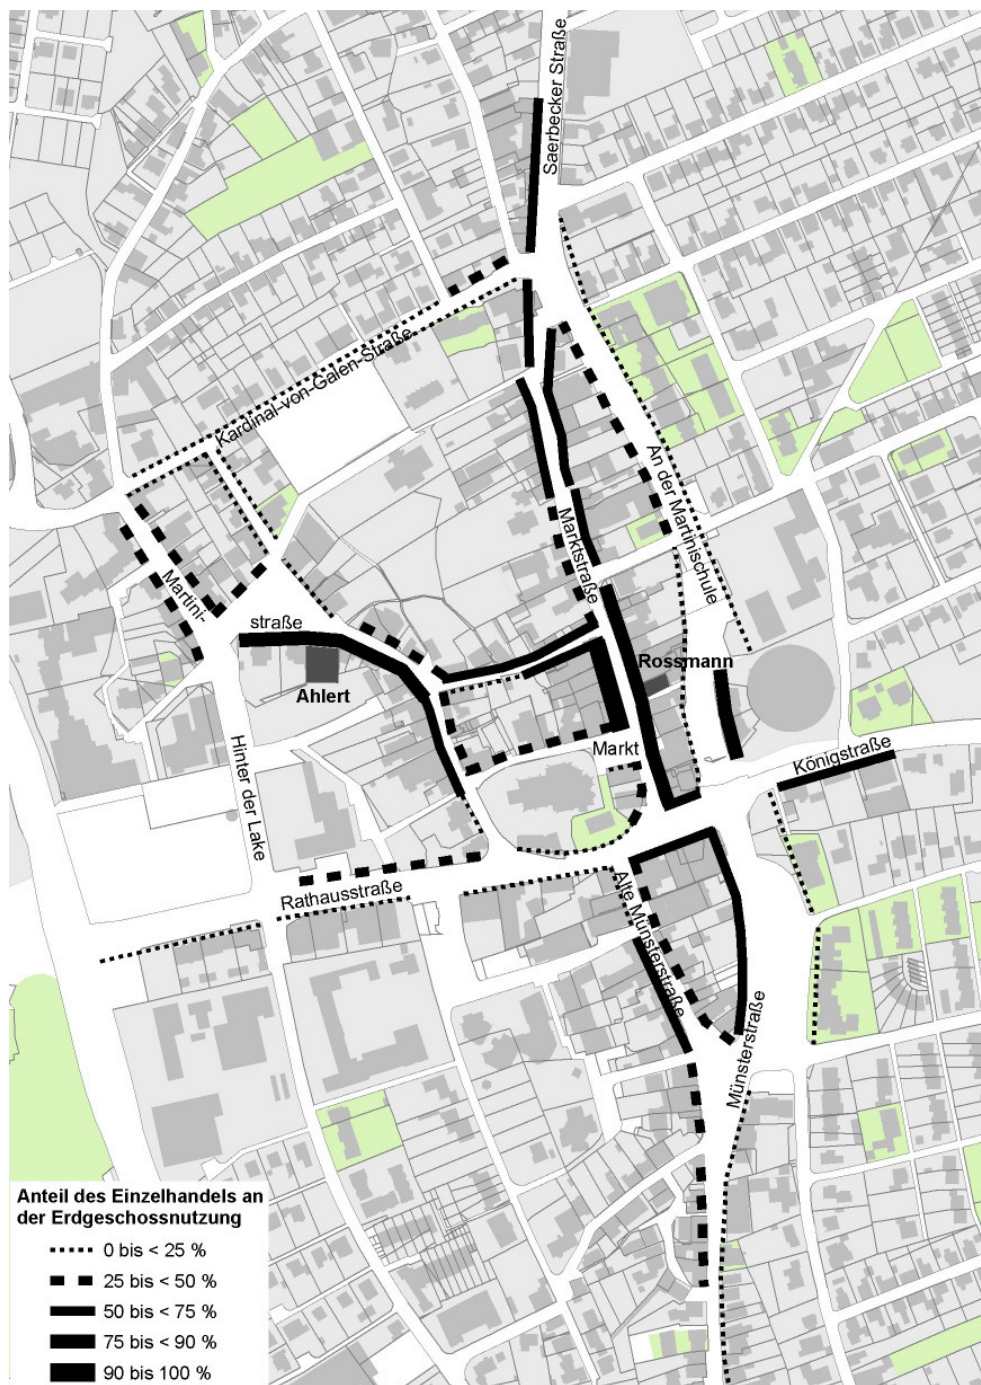 Saerbecker Straße
Kardinal-von-Galen-Straße
An der Martinischule
Marktstraße
Martini-
straße
Rossmann
Ahlert
Markt
Königstraße
Hinter der Lake
Rathausstraße
Alte Münsterstraße
Münsterstraße
Anteil des Einzelhandels an
der Erdgeschossnutzung
0 bis < 25 %
25 bis < 50 %
50 bis < 75 %
75 bis < 90 %
90 bis 100 %